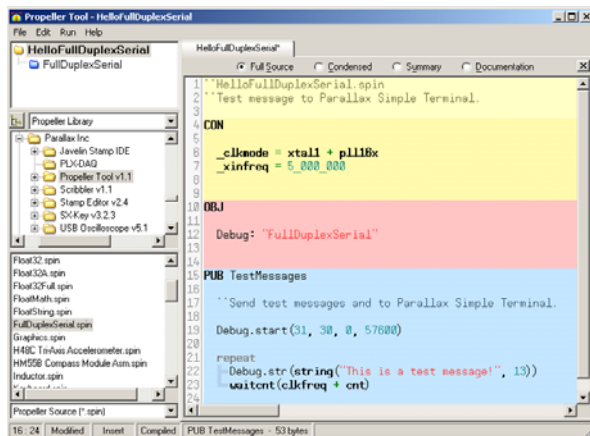 Propeller Tool - HelloFullDuplexSerial
File Edit Run Help
HelloFullDuplexSerial
FullDuplexSerial
Propeller Library
Parallax Inc
Javelin Stamp IDE
PLX-DAQ
Propeller Tool v1.1
Scribbler v1.1
Stamp Editor v2.4
SX-Key v3.2.3
USB Oscilloscope v5.1
Float32.spin
Float32A.spin
Float32Full.spin
FloatMath.spin
FloatString.spin
FullDuplexSerial.spin
Graphics.spin
H48C Tri-Axis Accelerometer.spin
HM55B Compass Module Asm.spin
Inductor.spin
Keyboard.spin
Propeller Source (*.spin)
HelloFullDuplexSerial*
Full Source Condensed Summary Documentation
1 ''HelloFullDuplexSerial.spin
2 ''Test message to Parallax Simple Terminal.
3
4 CON
5
6 _clkmode = xtal1 + pll16x
7 _xinfreq = 5_000_000
8
9
10 OBJ
11
12 Debug: "FullDuplexSerial"
13
14
15 PUB TestMessages
16
17 ''Send test messages and to Parallax Simple Terminal.
18
19 Debug.start(31, 30, 0, 57600)
20
21 repeat
22 Debug.str(string("This is a test message!", 13))
23 waitcnt(clkfreq + cnt)
24
16 : 24 Modified Insert Compiled PUB TestMessages - 53 bytes